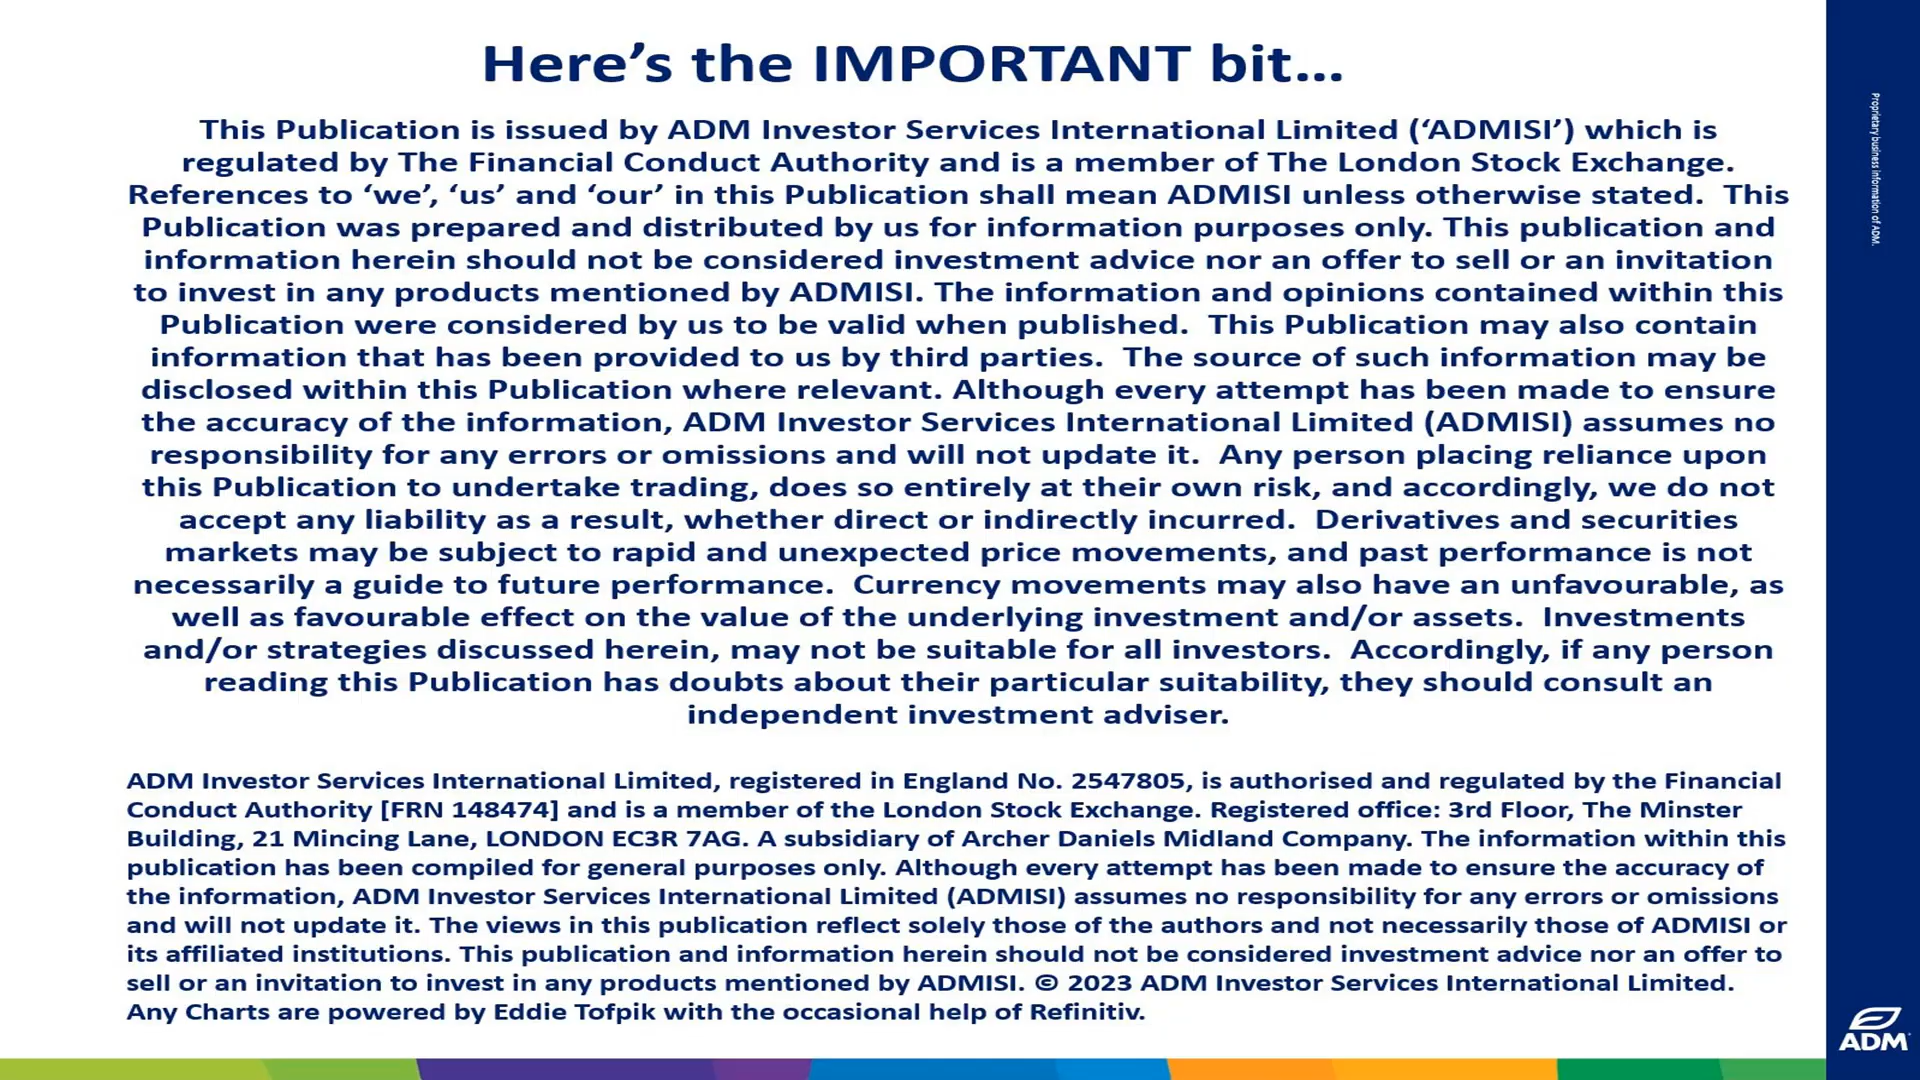 Here’s the IMPORTANT bit...
This Publication is issued by ADM Investor Services International Limited (‘ADMISI’) which is
regulated by The Financial Conduct Authority and is a member of The London Stock Exchange.
References to ‘we’, ‘us’ and ‘our’ in this Publication shall mean ADMISI unless otherwise stated.  This
Publication was prepared and distributed by us for information purposes only. This publication and
information herein should not be considered investment advice nor an offer to sell or an invitation
to invest in any products mentioned by ADMISI. The information and opinions contained within this
Publication were considered by us to be valid when published.  This Publication may also contain
information that has been provided to us by third parties.  The source of such information may be
disclosed within this Publication where relevant. Although every attempt has been made to ensure
the accuracy of the information, ADM Investor Services International Limited (ADMISI) assumes no
responsibility for any errors or omissions and will not update it.  Any person placing reliance upon
this Publication to undertake trading, does so entirely at their own risk, and accordingly, we do not
accept any liability as a result, whether direct or indirectly incurred.  Derivatives and securities
markets may be subject to rapid and unexpected price movements, and past performance is not
necessarily a guide to future performance.  Currency movements may also have an unfavourable, as
well as favourable effect on the value of the underlying investment and/or assets.  Investments
and/or strategies discussed herein, may not be suitable for all investors.  Accordingly, if any person
reading this Publication has doubts about their particular suitability, they should consult an
independent investment adviser.
ADM Investor Services International Limited, registered in England No. 2547805, is authorised and regulated by the Financial
Conduct Authority [FRN 148474] and is a member of the London Stock Exchange. Registered office: 3rd Floor, The Minster
Building, 21 Mincing Lane, LONDON EC3R 7AG. A subsidiary of Archer Daniels Midland Company. The information within this
publication has been compiled for general purposes only. Although every attempt has been made to ensure the accuracy of
the information, ADM Investor Services International Limited (ADMISI) assumes no responsibility for any errors or omissions
and will not update it. The views in this publication reflect solely those of the authors and not necessarily those of ADMISI or
its affiliated institutions. This publication and information herein should not be considered investment advice nor an offer to
sell or an invitation to invest in any products mentioned by ADMISI. © 2023 ADM Investor Services International Limited.
Any Charts are powered by Eddie Tofpik with the occasional help of Refinitiv.
Proprietary business information of ADM.
ADM